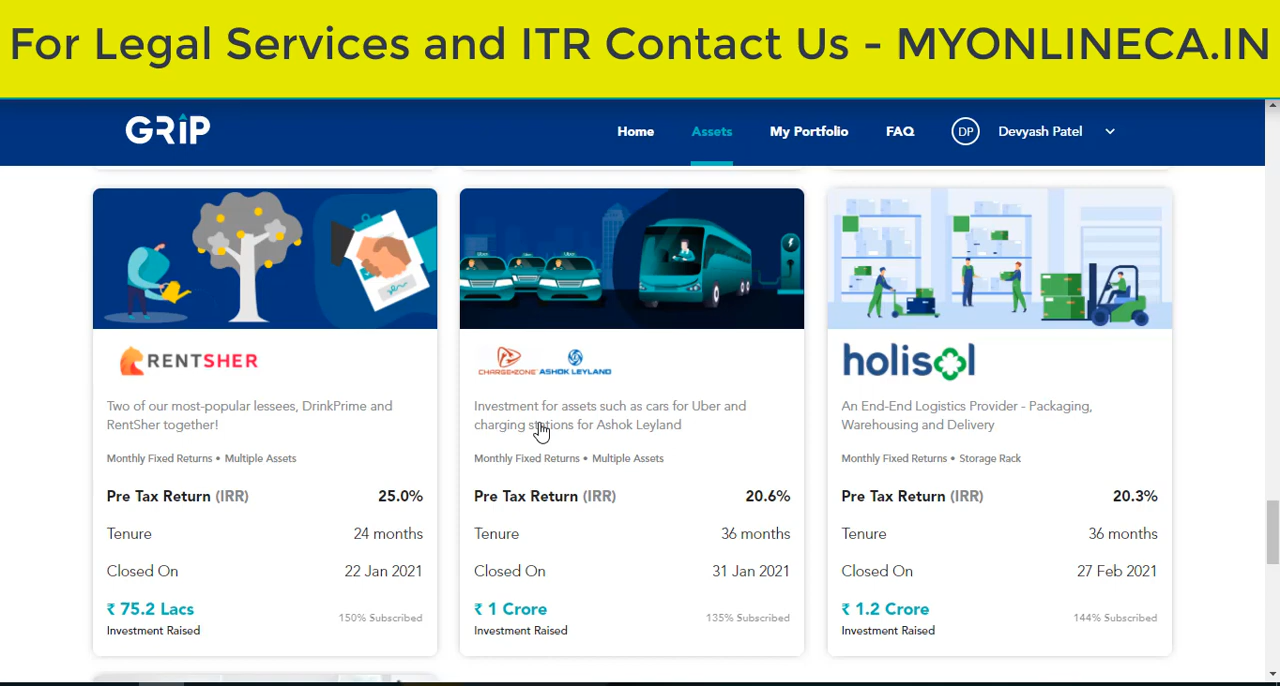 For Legal Services and ITR Contact Us - MYONLINECA.IN
GRIP
Home
Assets
My Portfolio
FAQ
DP
Devyash Patel
RENTSHER
Two of our most-popular lessees, DrinkPrime and
RentSher together!
Monthly Fixed Returns • Multiple Assets
Pre Tax Return (IRR) 25.0%
Tenure 24 months
Closed On 22 Jan 2021
₹ 75.2 Lacs
Investment Raised
150% Subscribed
Uber
Uber
Uber
CHARGE ZONE
ASHOK LEYLAND
Investment for assets such as cars for Uber and
charging stations for Ashok Leyland
Monthly Fixed Returns • Multiple Assets
Pre Tax Return (IRR) 20.6%
Tenure 36 months
Closed On 31 Jan 2021
₹ 1 Crore
Investment Raised
135% Subscribed
holisol
An End-End Logistics Provider - Packaging,
Warehousing and Delivery
Monthly Fixed Returns • Storage Rack
Pre Tax Return (IRR) 20.3%
Tenure 36 months
Closed On 27 Feb 2021
₹ 1.2 Crore
Investment Raised
144% Subscribed